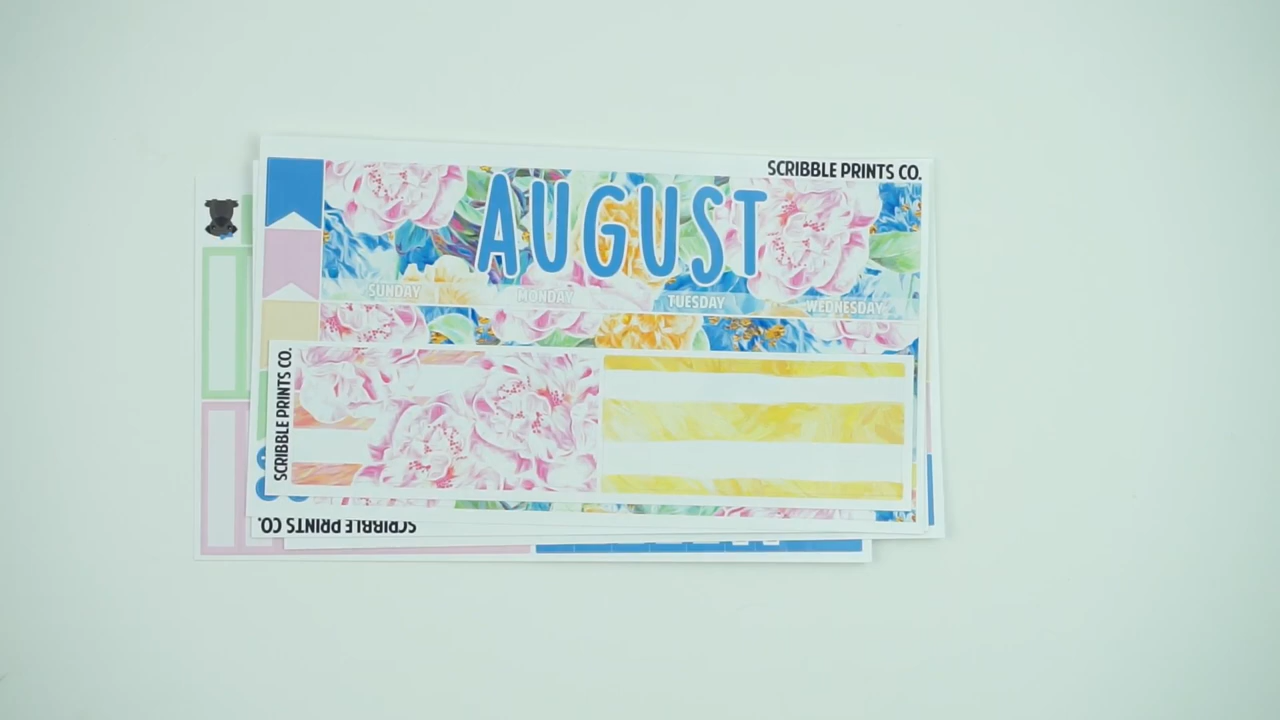 SCRIBBLE PRINTS CO.
AUGUST
SUNDAY MONDAY TUESDAY WEDNESDAY
SCRIBBLE PRINTS CO.
SCRIBBLE PRINTS CO.